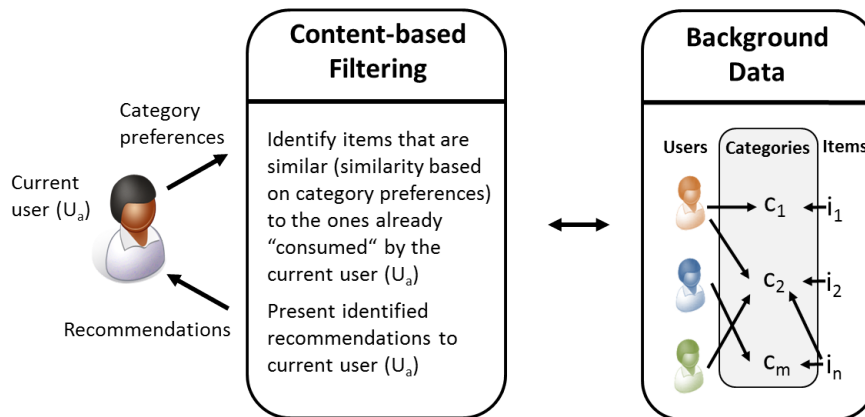 Content-based
Filtering
Background
Data
Category
preferences
Current
user (Uₐ)
Recommendations
Identify items that are
similar (similarity based
on category preferences)
to the ones already
“consumed“ by the
current user (Uₐ)
Present identified
recommendations to
current user (Uₐ)
Users Categories Items
c₁ i₁
c₂ i₂
cₘ iₙ